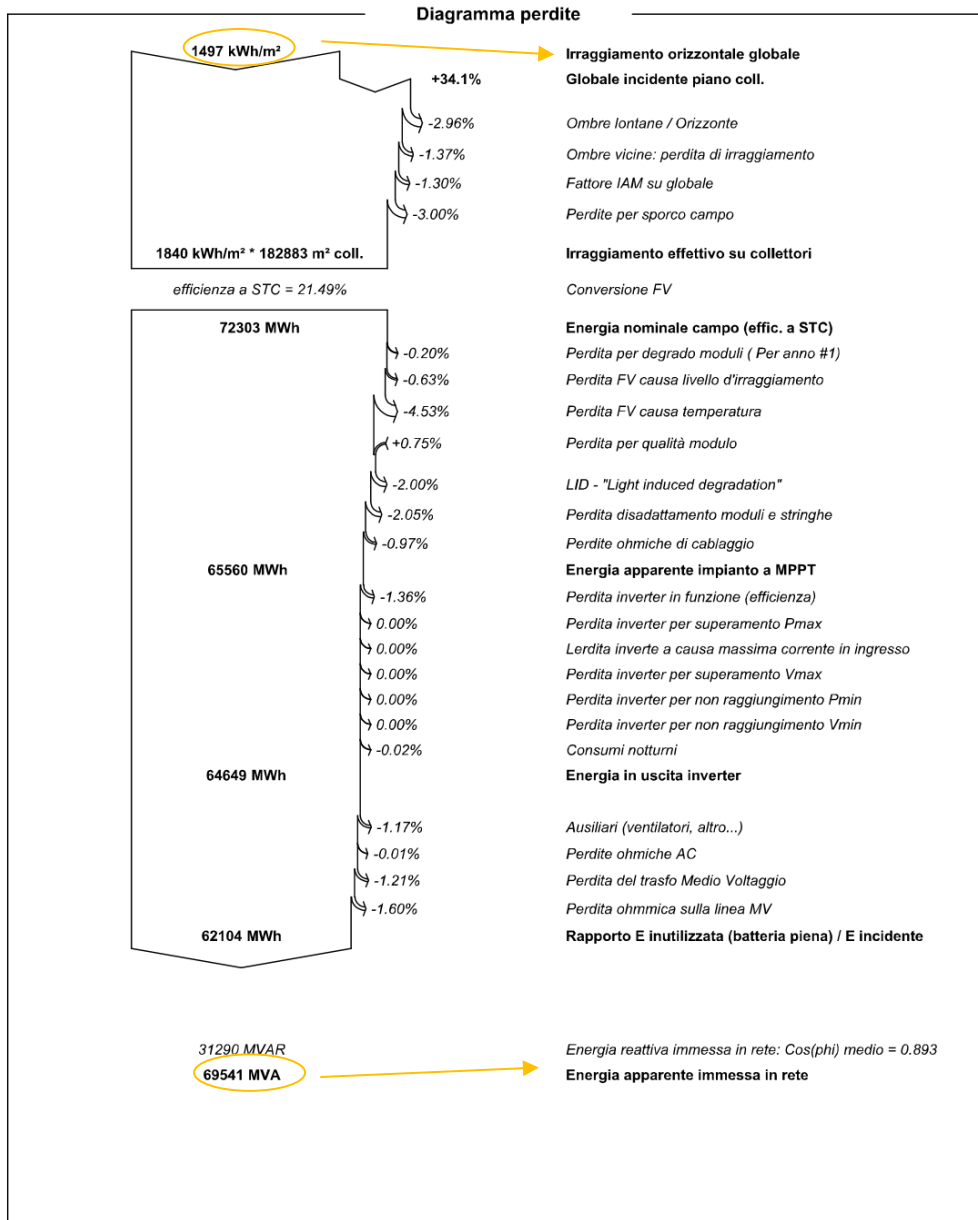 Diagramma perdite
1497 kWh/m² Irraggiamento orizzontale globale
+34.1% Globale incidente piano coll.
-2.96% Ombre lontane / Orizzonte
-1.37% Ombre vicine: perdita di irraggiamento
-1.30% Fattore IAM su globale
-3.00% Perdite per sporco campo
1840 kWh/m² * 182883 m² coll. Irraggiamento effettivo su collettori
efficienza a STC = 21.49% Conversione FV
72303 MWh Energia nominale campo (effic. a STC)
-0.20% Perdita per degrado moduli ( Per anno #1)
-0.63% Perdita FV causa livello d'irraggiamento
-4.53% Perdita FV causa temperatura
+0.75% Perdita per qualità modulo
-2.00% LID - "Light induced degradation"
-2.05% Perdita disadattamento moduli e stringhe
-0.97% Perdite ohmiche di cablaggio
65560 MWh Energia apparente impianto a MPPT
-1.36% Perdita inverter in funzione (efficienza)
0.00% Perdita inverter per superamento Pmax
0.00% Lerdita inverte a causa massima corrente in ingresso
0.00% Perdita inverter per superamento Vmax
0.00% Perdita inverter per non raggiungimento Pmin
0.00% Perdita inverter per non raggiungimento Vmin
-0.02% Consumi notturni
64649 MWh Energia in uscita inverter
-1.17% Ausiliari (ventilatori, altro...)
-0.01% Perdite ohmiche AC
-1.21% Perdita del trasfo Medio Voltaggio
-1.60% Perdita ohmmica sulla linea MV
62104 MWh Rapporto E inutilizzata (batteria piena) / E incidente
31290 MVAR Energia reattiva immessa in rete: Cos(phi) medio = 0.893
69541 MVA Energia apparente immessa in rete